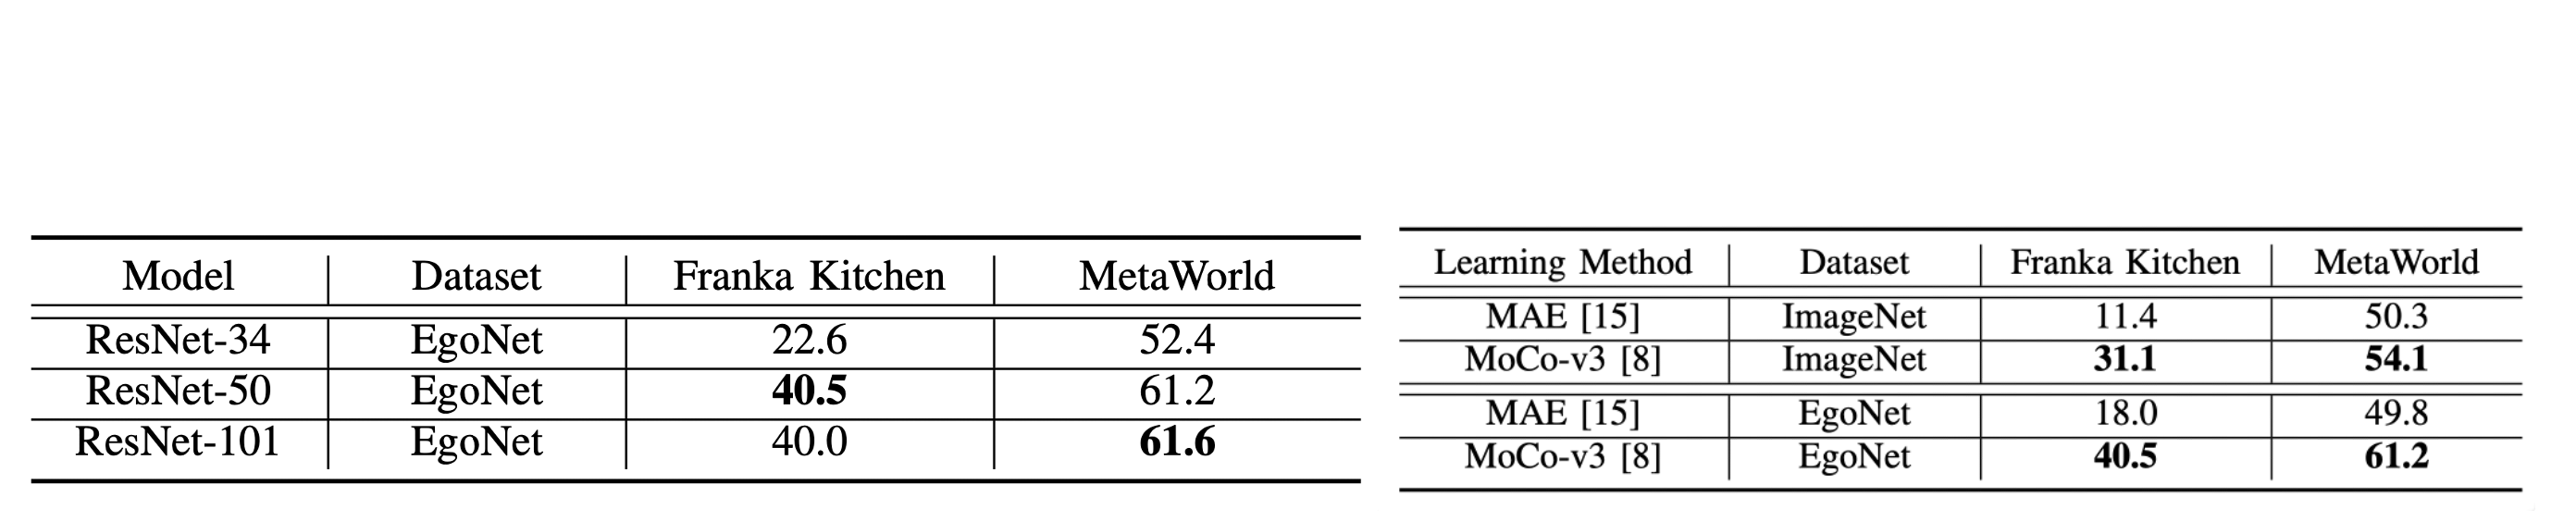 Model Dataset Franka Kitchen MetaWorld
ResNet-34 EgoNet 22.6 52.4
ResNet-50 EgoNet 40.5 61.2
ResNet-101 EgoNet 40.0 61.6
Learning Method Dataset Franka Kitchen MetaWorld
MAE [15] ImageNet 11.4 50.3
MoCo-v3 [8] ImageNet 31.1 54.1
MAE [15] EgoNet 18.0 49.8
MoCo-v3 [8] EgoNet 40.5 61.2